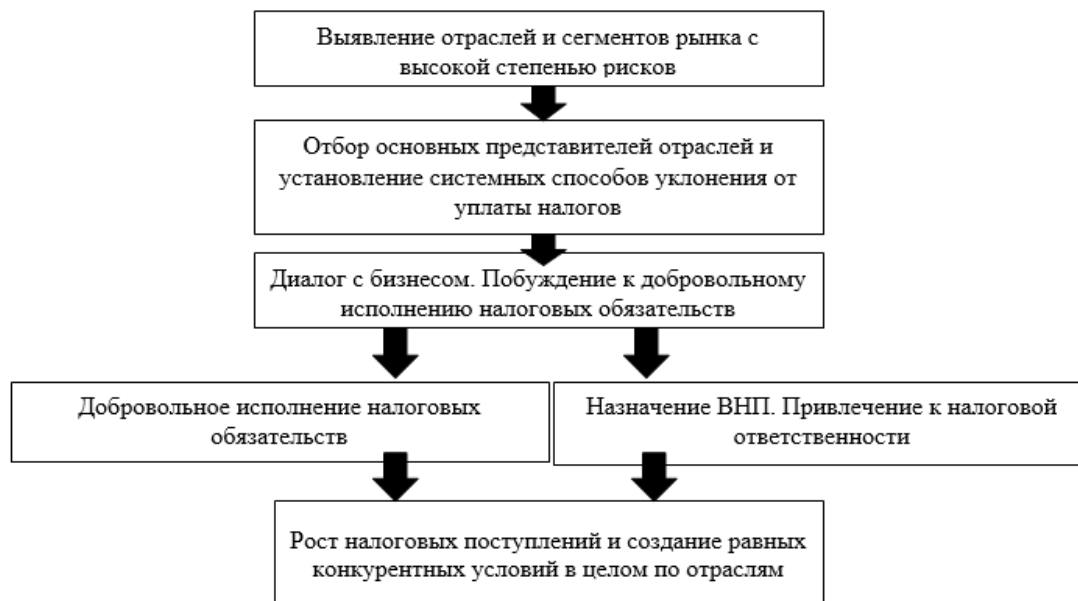 Выявление отраслей и сегментов рынка с
высокой степенью рисков
Отбор основных представителей отраслей и
установление системных способов уклонения от
уплаты налогов
Диалог с бизнесом. Побуждение к добровольному
исполнению налоговых обязательств
Добровольное исполнение налоговых
обязательств
Назначение ВНП. Привлечение к налоговой
ответственности
Рост налоговых поступлений и создание равных
конкурентных условий в целом по отраслям